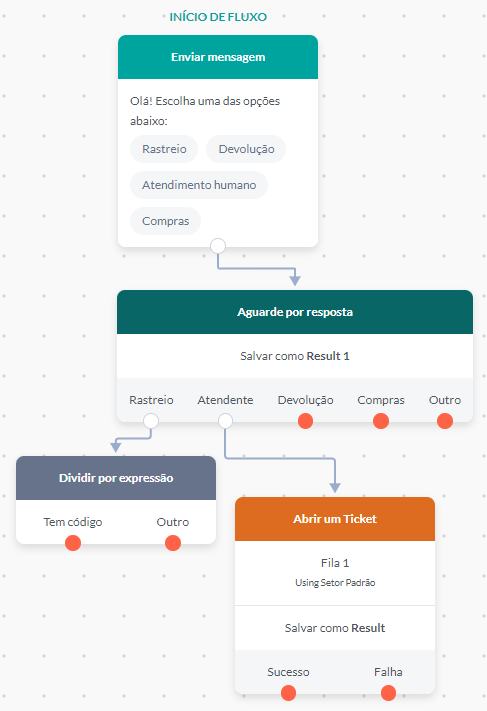 INÍCIO DE FLUXO
Enviar mensagem
Olá! Escolha uma das opções
abaixo:
Rastreio Devolução
Atendimento humano
Compras
Aguarde por resposta
Salvar como Result 1
Rastreio Atendente Devolução Compras Outro
Dividir por expressão
Tem código Outro
Abrir um Ticket
Fila 1
Using Setor Padrão
Salvar como Result
Sucesso Falha